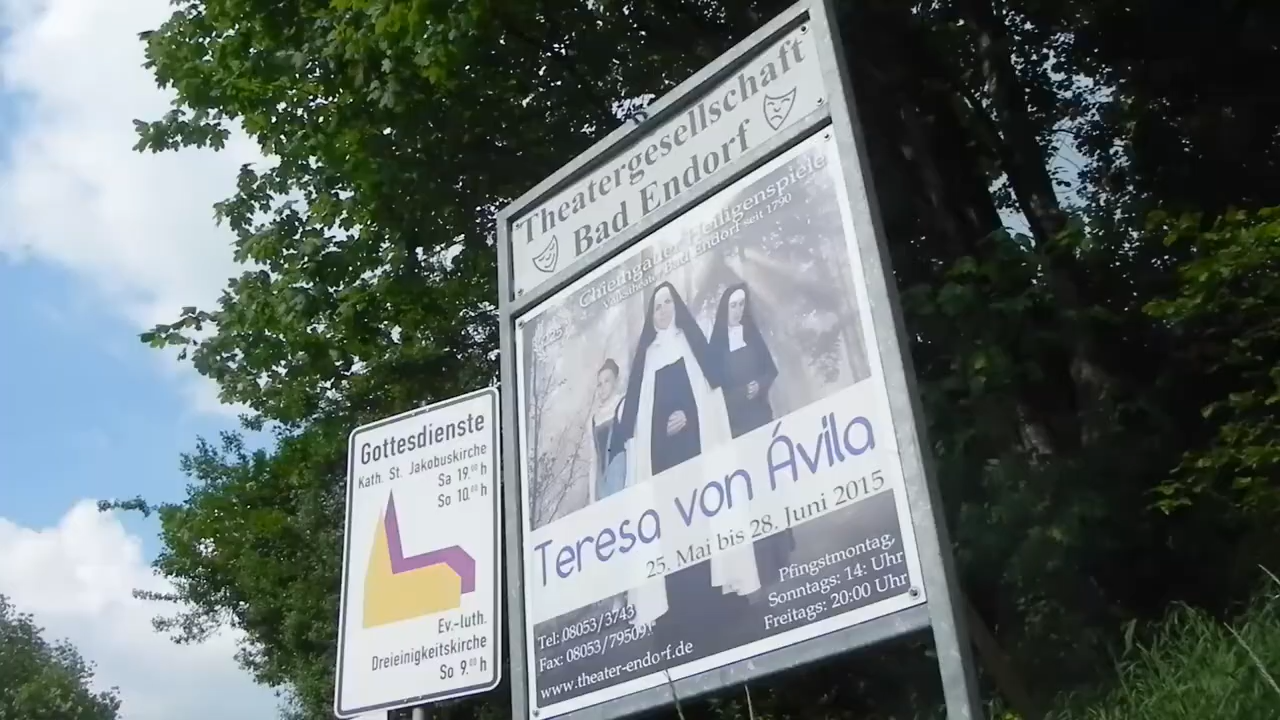 Gottesdienste
Kath. St. Jakobuskirche
Sa 19.00 h
So 10.00 h
Ev.-luth.
Dreieinigkeitskirche
So 9.00 h
Theatergesellschaft
Bad Endorf
Chiemgauer Heiligenspiele
Volkstheater Bad Endorf seit 1790
Teresa von Ávila
25. Mai bis 28. Juni 2015
Pfingstmontag,
Sonntags: 14: Uhr
Freitags: 20:00 Uhr
Tel: 08053/3743
Fax: 08053/795091
www.theater-endorf.de